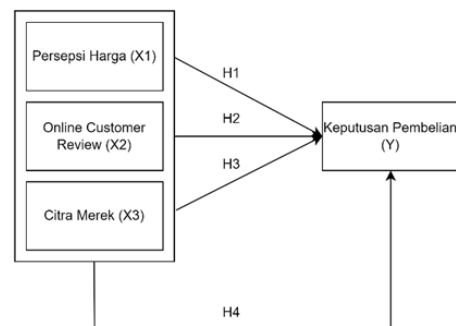 Persepsi Harga (X1)
H1
Online Customer
Review (X2)
H2
Keputusan Pembelian
(Y)
H3
Citra Merek (X3)
H4